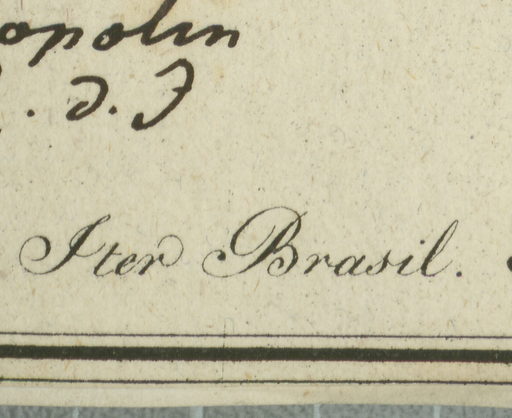 opolin
. d. J
Iter Brasil.